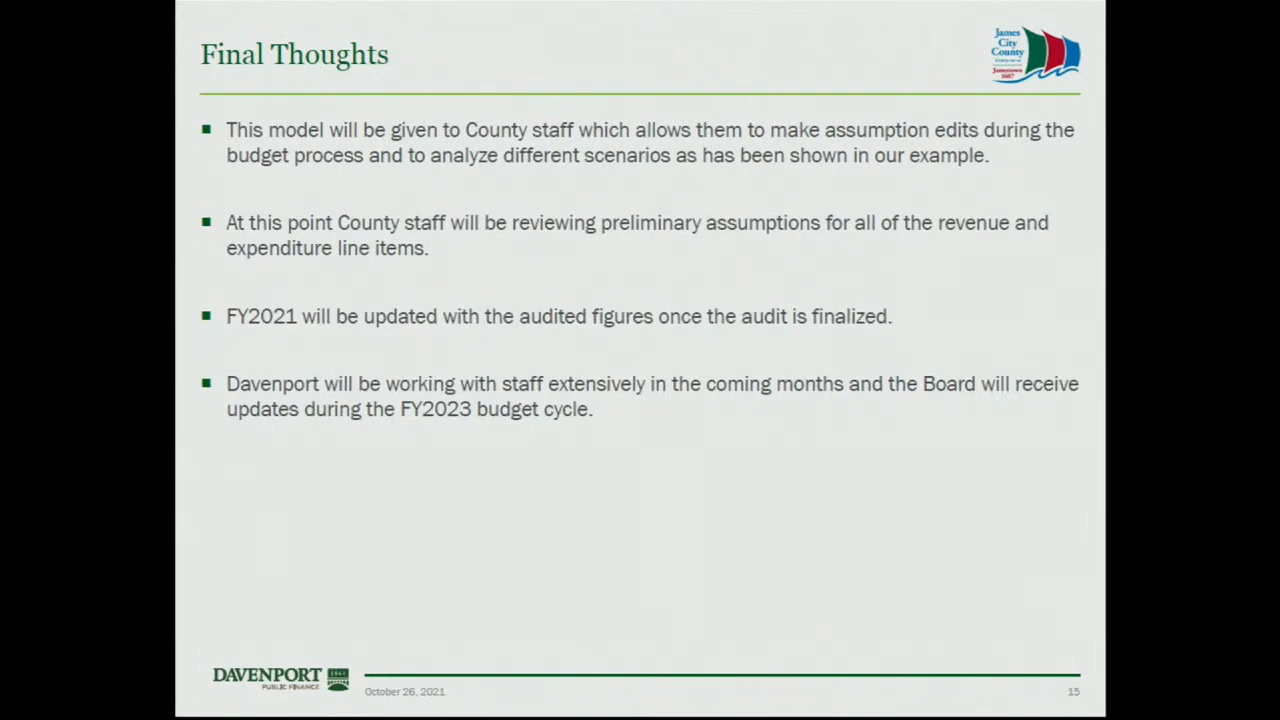 Final Thoughts
James
City
County
Jamestown
1607
■ This model will be given to County staff which allows them to make assumption edits during the
budget process and to analyze different scenarios as has been shown in our example.
■ At this point County staff will be reviewing preliminary assumptions for all of the revenue and
expenditure line items.
■ FY2021 will be updated with the audited figures once the audit is finalized.
■ Davenport will be working with staff extensively in the coming months and the Board will receive
updates during the FY2023 budget cycle.
DAVENPORT
PUBLIC FINANCE
October 26, 2021
15